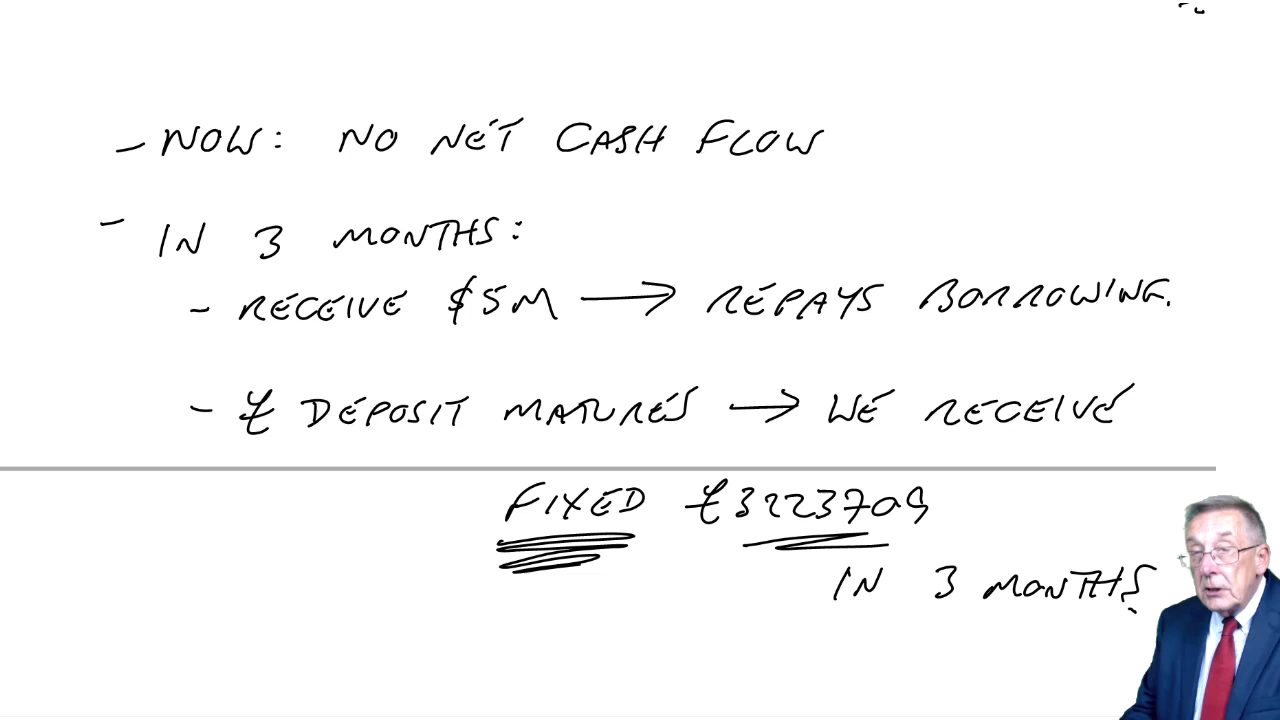 - NOW: NO NET CASH FLOW
- IN 3 MONTHS:
- RECEIVE $5M → REPAYS BORROWING.
- £ DEPOSIT MATURES → WE RECEIVE
FIXED £3223709
IN 3 MONTHS